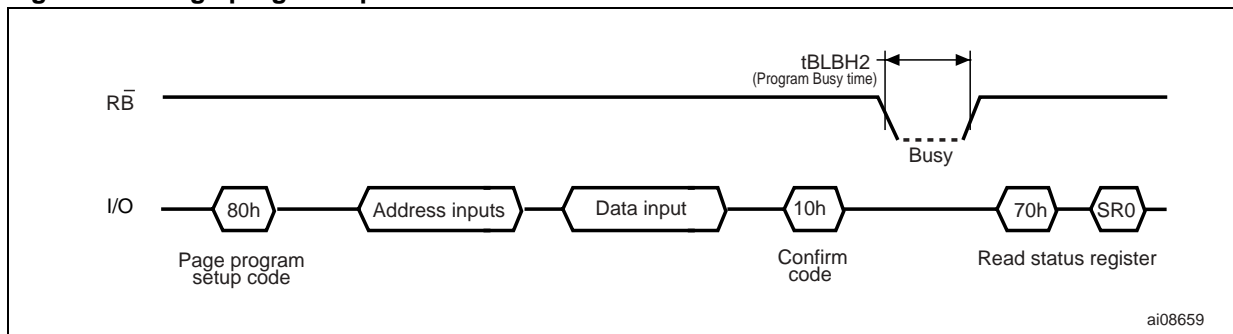 tBLBH2
(Program Busy time)
RB̅
Busy
I/O
80h
Address inputs
Data input
10h
70h
SR0
Page program
setup code
Confirm
code
Read status register
ai08659